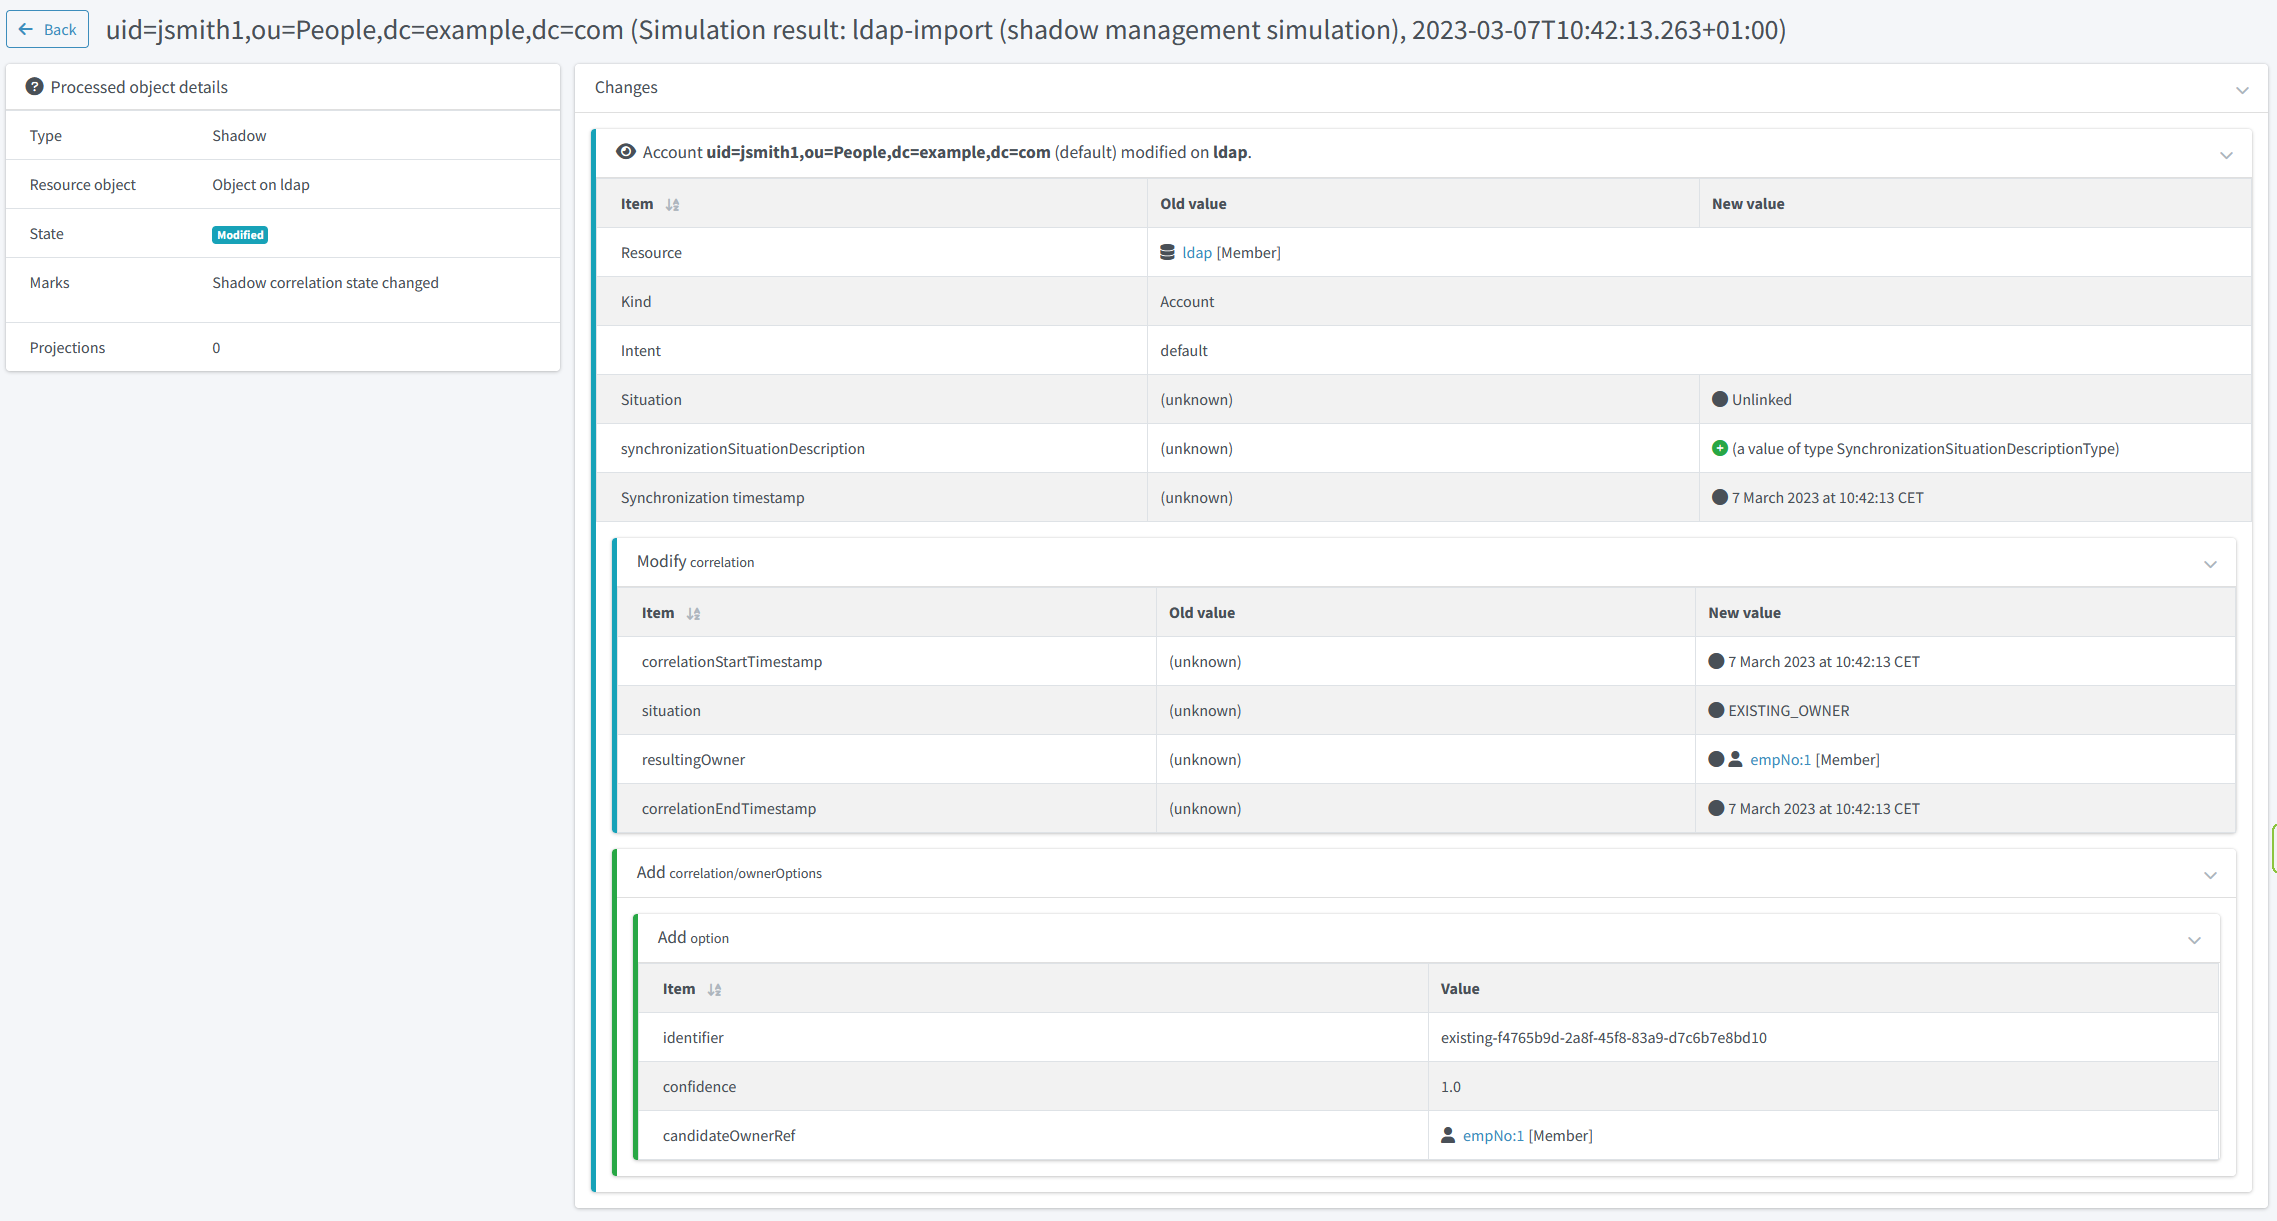 Back
uid=jsmith1,ou=People,dc=example,dc=com (Simulation result: ldap-import (shadow management simulation), 2023-03-07T10:42:13.263+01:00)
Processed object details
Type Shadow
Resource object Object on ldap
State Modified
Marks Shadow correlation state changed
Projections 0
Changes
Account uid=jsmith1,ou=People,dc=example,dc=com (default) modified on ldap.
Item Old value New value
Resource ldap [Member]
Kind Account
Intent default
Situation (unknown) Unlinked
synchronizationSituationDescription (unknown) (a value of type SynchronizationSituationDescriptionType)
Synchronization timestamp (unknown) 7 March 2023 at 10:42:13 CET
Modify correlation
Item Old value New value
correlationStartTimestamp (unknown) 7 March 2023 at 10:42:13 CET
situation (unknown) EXISTING_OWNER
resultingOwner (unknown) empNo:1 [Member]
correlationEndTimestamp (unknown) 7 March 2023 at 10:42:13 CET
Add correlation/ownerOptions
Add option
Item Value
identifier existing-f4765b9d-2a8f-45f8-83a9-d7c6b7e8bd10
confidence 1.0
candidateOwnerRef empNo:1 [Member]